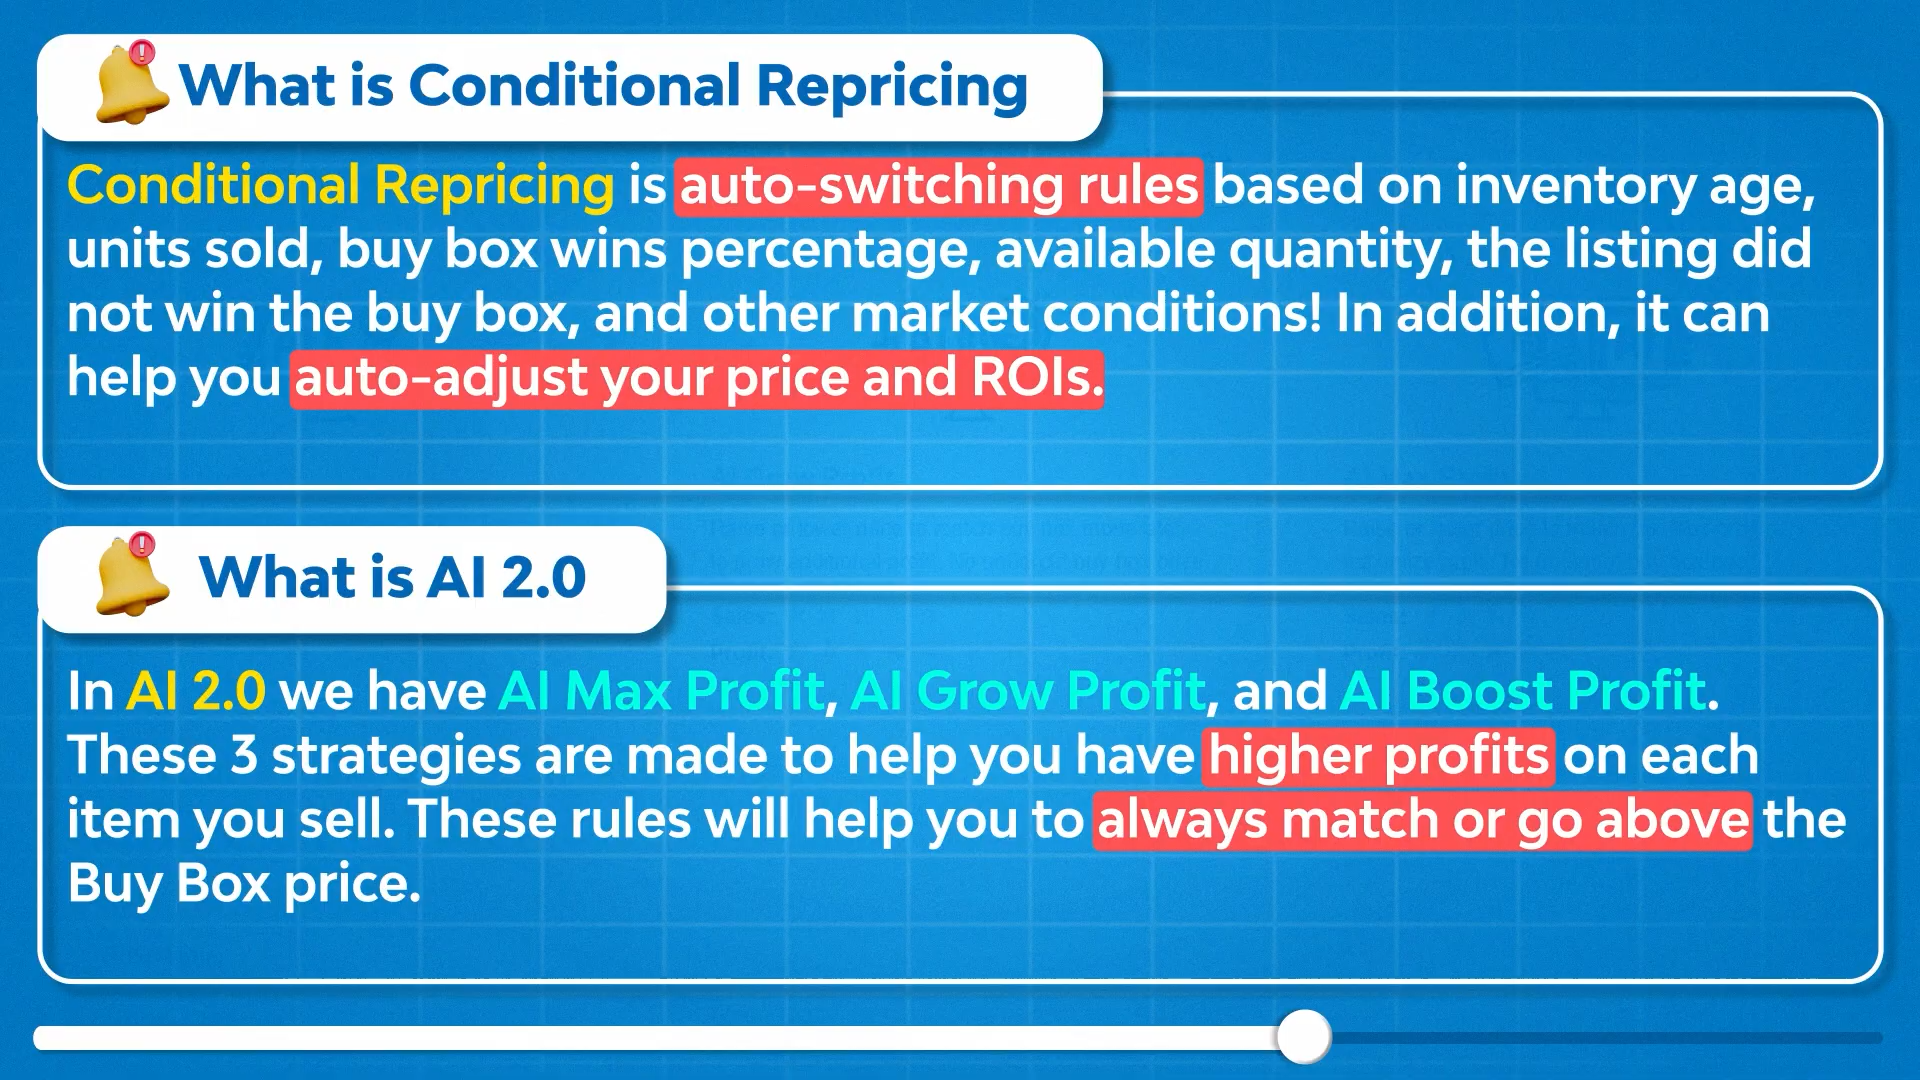 What is Conditional Repricing
Conditional Repricing is auto-switching rules based on inventory age,
units sold, buy box wins percentage, available quantity, the listing did
not win the buy box, and other market conditions! In addition, it can
help you auto-adjust your price and ROIs.
What is AI 2.0
In AI 2.0 we have AI Max Profit, AI Grow Profit, and AI Boost Profit.
These 3 strategies are made to help you have higher profits on each
item you sell. These rules will help you to always match or go above the
Buy Box price.